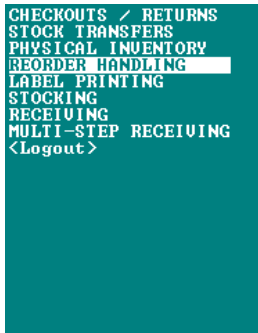 CHECKOUTS / RETURNS
STOCK TRANSFERS
PHYSICAL INVENTORY
REORDER HANDLING
LABEL PRINTING
STOCKING
RECEIVING
MULTI-STEP RECEIVING
<Logout>